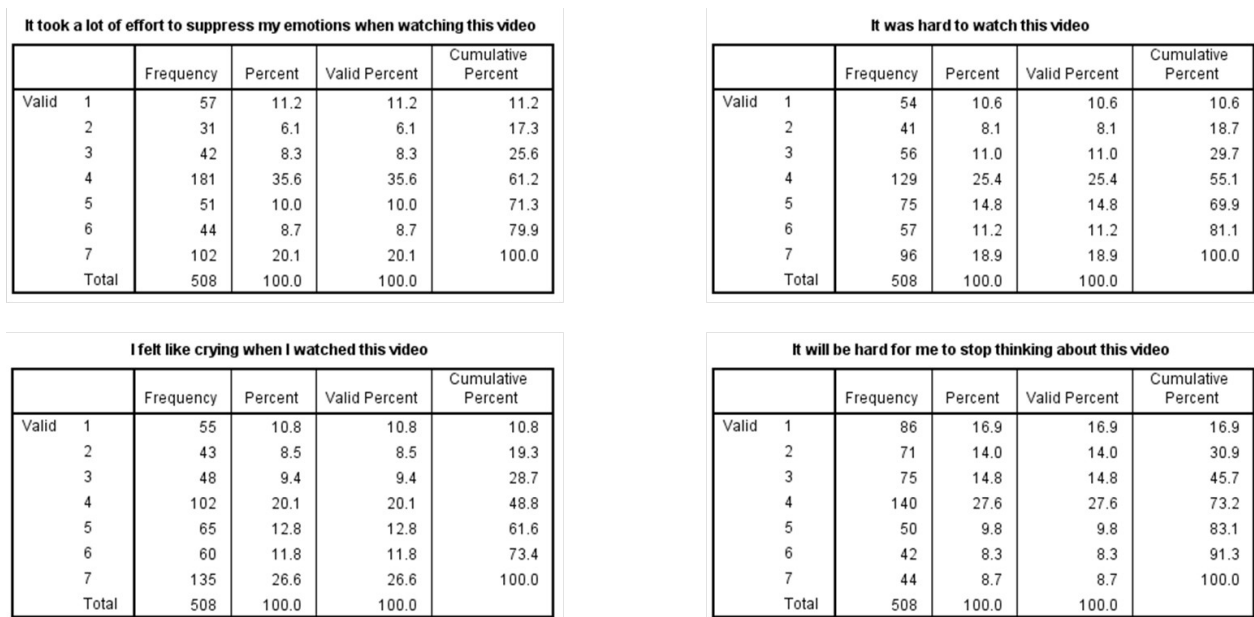 It took a lot of effort to suppress my emotions when watching this video
Frequency Percent Valid Percent Cumulative Percent
Valid 1 57 11.2 11.2 11.2
2 31 6.1 6.1 17.3
3 42 8.3 8.3 25.6
4 181 35.6 35.6 61.2
5 51 10.0 10.0 71.3
6 44 8.7 8.7 79.9
7 102 20.1 20.1 100.0
Total 508 100.0 100.0
It was hard to watch this video
Frequency Percent Valid Percent Cumulative Percent
Valid 1 54 10.6 10.6 10.6
2 41 8.1 8.1 18.7
3 56 11.0 11.0 29.7
4 129 25.4 25.4 55.1
5 75 14.8 14.8 69.9
6 57 11.2 11.2 81.1
7 96 18.9 18.9 100.0
Total 508 100.0 100.0
I felt like crying when I watched this video
Frequency Percent Valid Percent Cumulative Percent
Valid 1 55 10.8 10.8 10.8
2 43 8.5 8.5 19.3
3 48 9.4 9.4 28.7
4 102 20.1 20.1 48.8
5 65 12.8 12.8 61.6
6 60 11.8 11.8 73.4
7 135 26.6 26.6 100.0
Total 508 100.0 100.0
It will be hard for me to stop thinking about this video
Frequency Percent Valid Percent Cumulative Percent
Valid 1 86 16.9 16.9 16.9
2 71 14.0 14.0 30.9
3 75 14.8 14.8 45.7
4 140 27.6 27.6 73.2
5 50 9.8 9.8 83.1
6 42 8.3 8.3 91.3
7 44 8.7 8.7 100.0
Total 508 100.0 100.0